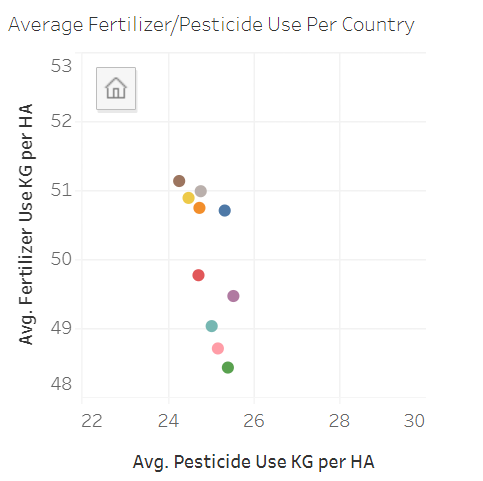 Average Fertilizer/Pesticide Use Per Country
Avg. Fertilizer Use KG per HA
53
52
51
50
49
48
22 24 26 28 30
Avg. Pesticide Use KG per HA